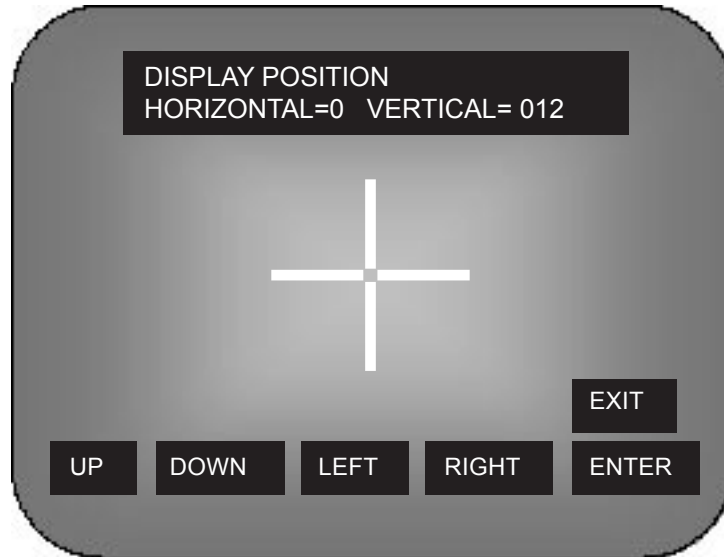 DISPLAY POSITION
HORIZONTAL=0 VERTICAL= 012
EXIT
UP DOWN LEFT RIGHT ENTER